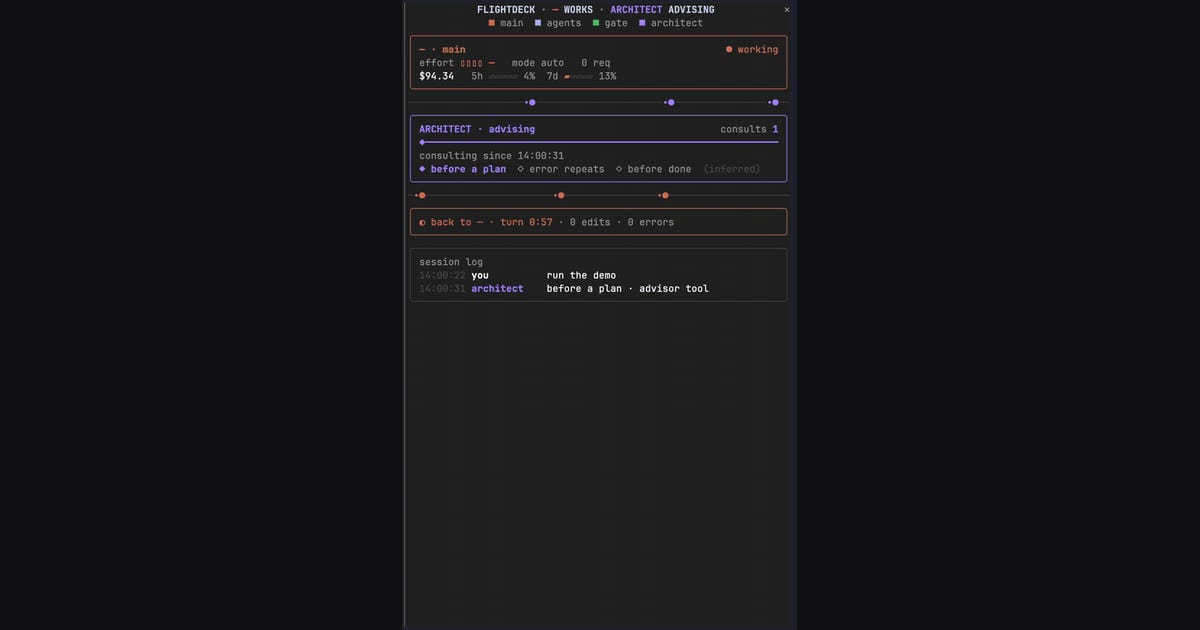 FLIGHTDECK · — WORKS · ARCHITECT ADVISING ×
main agents gate architect
— · main working
effort — mode auto 0 req
$94.34 5h 4% 7d 13%
ARCHITECT · advising consults 1
consulting since 14:00:31
◆ before a plan ◇ error repeats ◇ before done (inferred)
◐ back to — · turn 0:57 · 0 edits · 0 errors
session log
14:00:22 you run the demo
14:00:31 architect before a plan · advisor tool